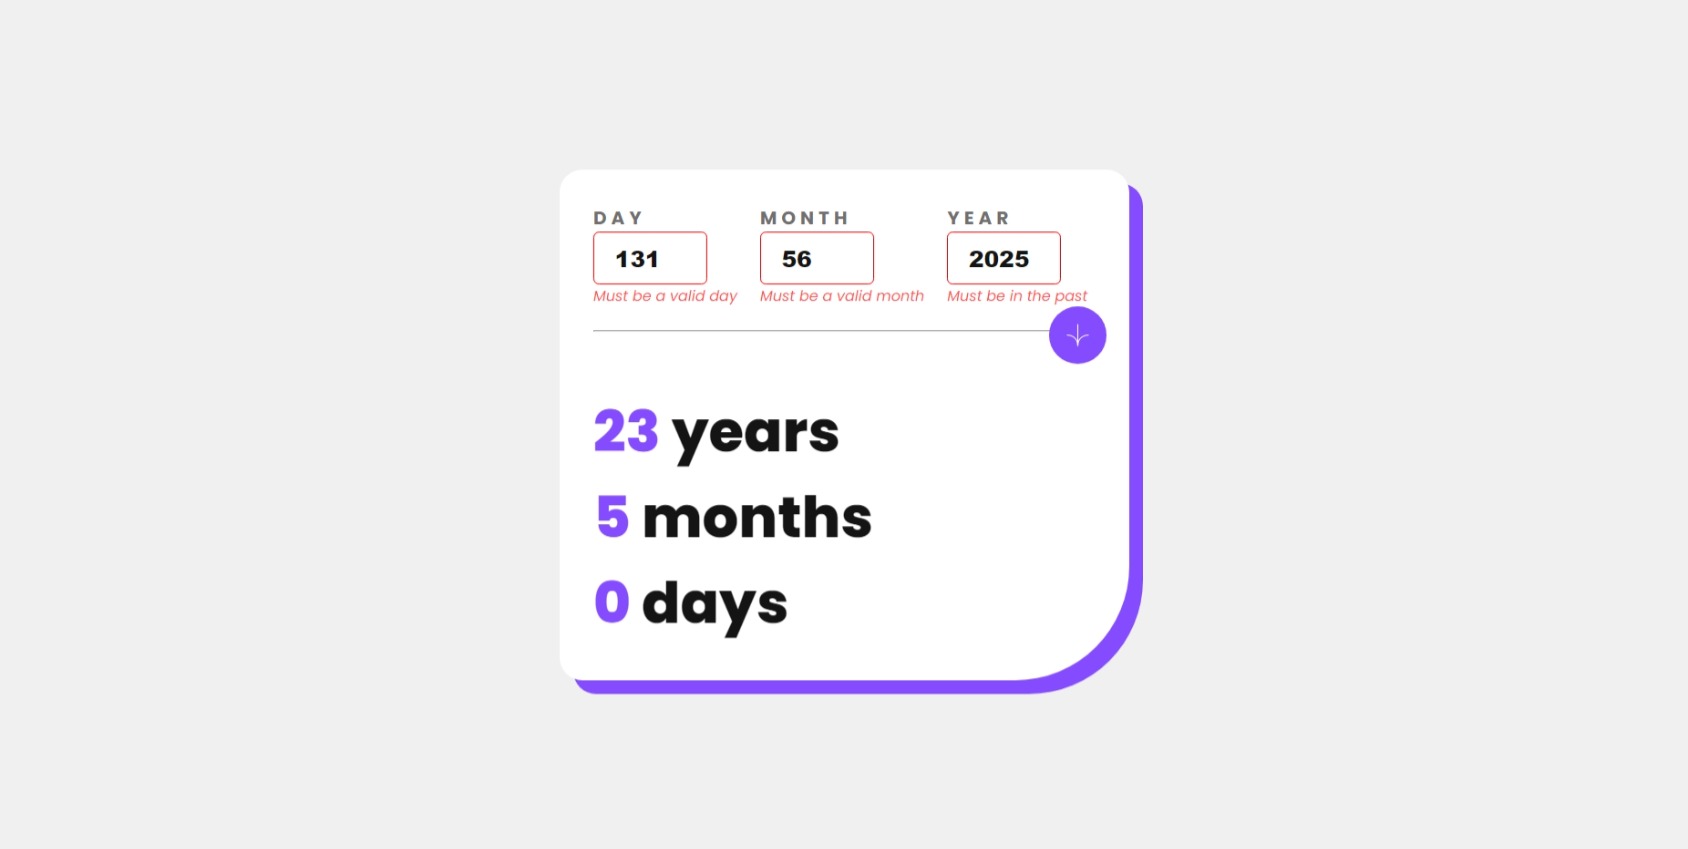 DAY MONTH YEAR
131 56 2025
Must be a valid day Must be a valid month Must be in the past
23 years
5 months
0 days